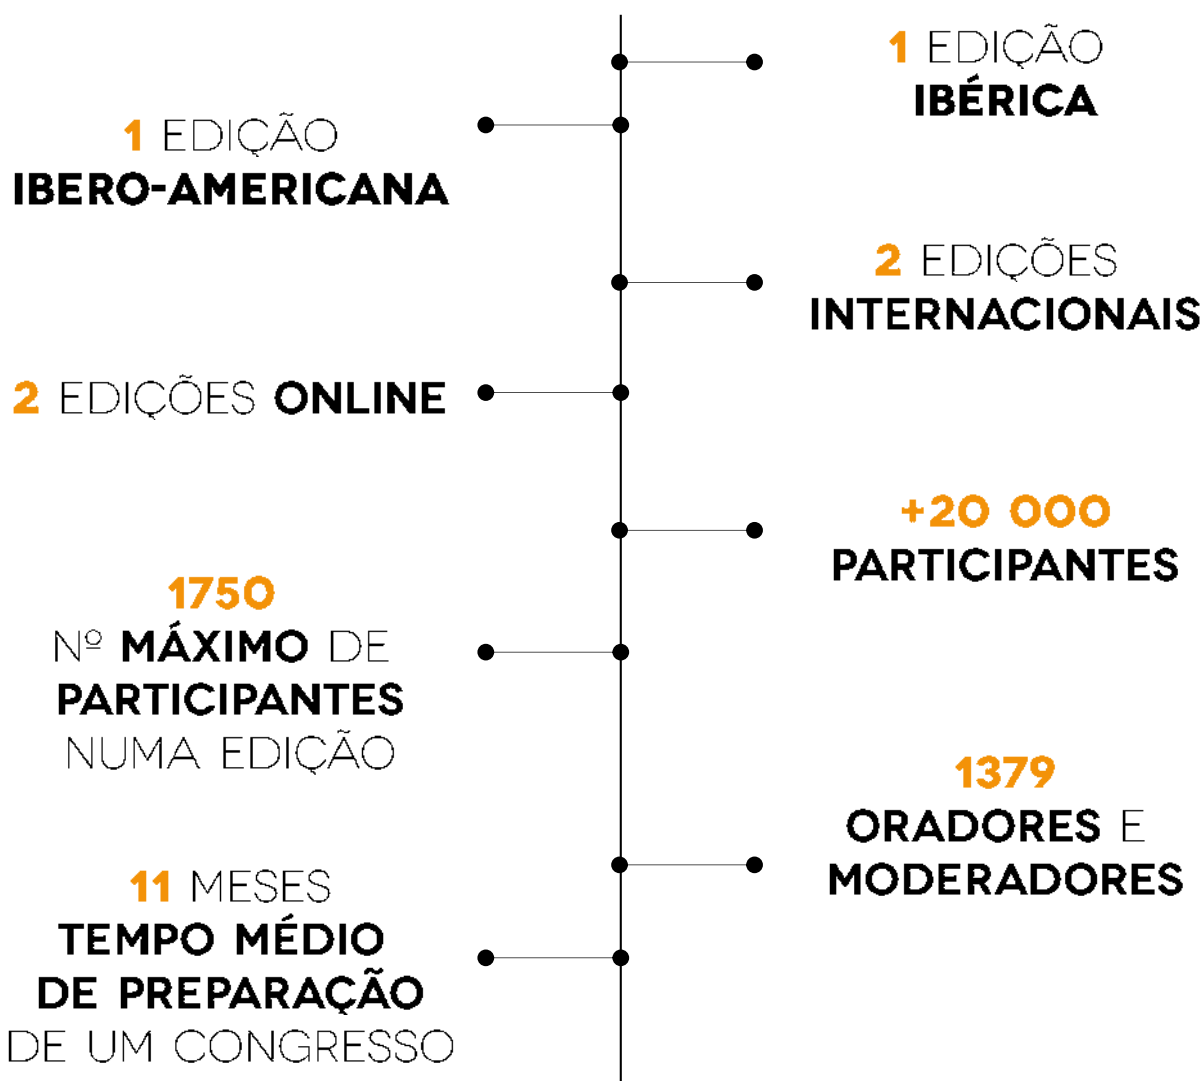 1 EDIÇÃO
IBÉRICA
1 EDIÇÃO
IBERO-AMERICANA
2 EDIÇÕES
INTERNACIONAIS
2 EDIÇÕES ONLINE
+20 000
PARTICIPANTES
1750
Nº MÁXIMO DE
PARTICIPANTES
NUMA EDIÇÃO
1379
ORADORES E
MODERADORES
11 MESES
TEMPO MÉDIO
DE PREPARAÇÃO
DE UM CONGRESSO